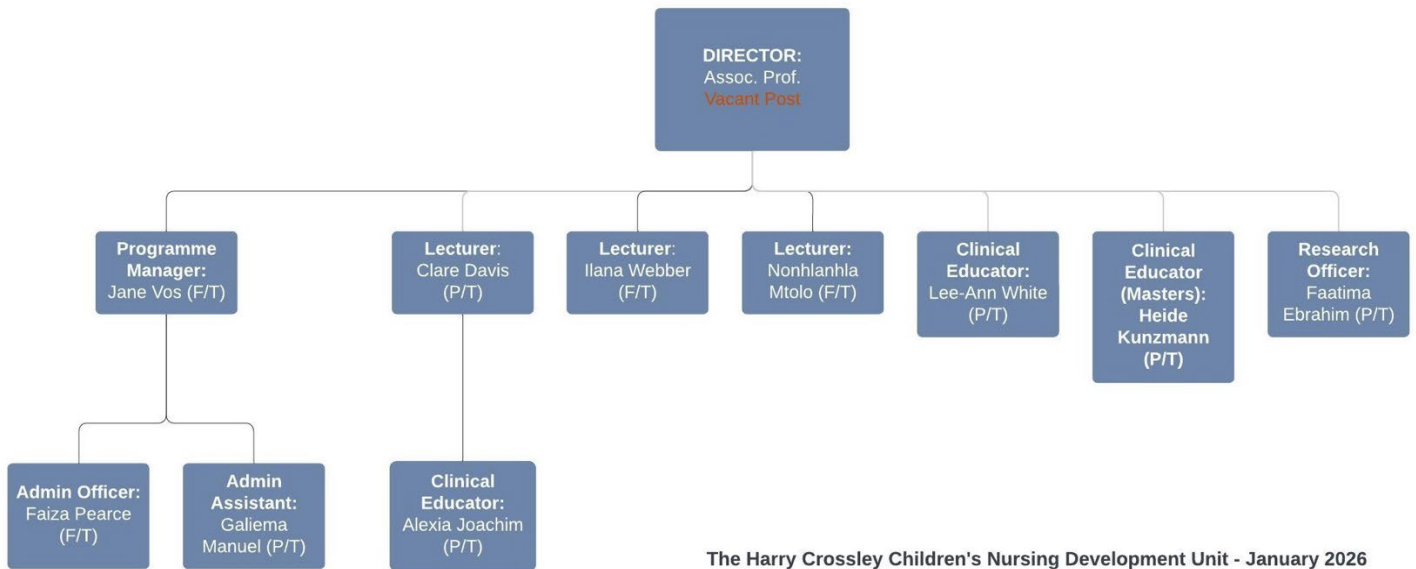 DIRECTOR:
Assoc. Prof.
Vacant Post
Programme
Manager:
Jane Vos (F/T)
Lecturer:
Clare Davis
(P/T)
Lecturer:
Ilana Webber
(F/T)
Lecturer:
Nonhlanhla
Mtolo (F/T)
Clinical
Educator:
Lee-Ann White
(P/T)
Clinical
Educator
(Masters):
Heide
Kunzmann
(P/T)
Research
Officer:
Faatima
Ebrahim (P/T)
Admin Officer:
Faiza Pearce
(F/T)
Admin
Assistant:
Galiema
Manuel (P/T)
Clinical
Educator:
Alexia Joachim
(P/T)
The Harry Crossley Children's Nursing Development Unit - January 2026